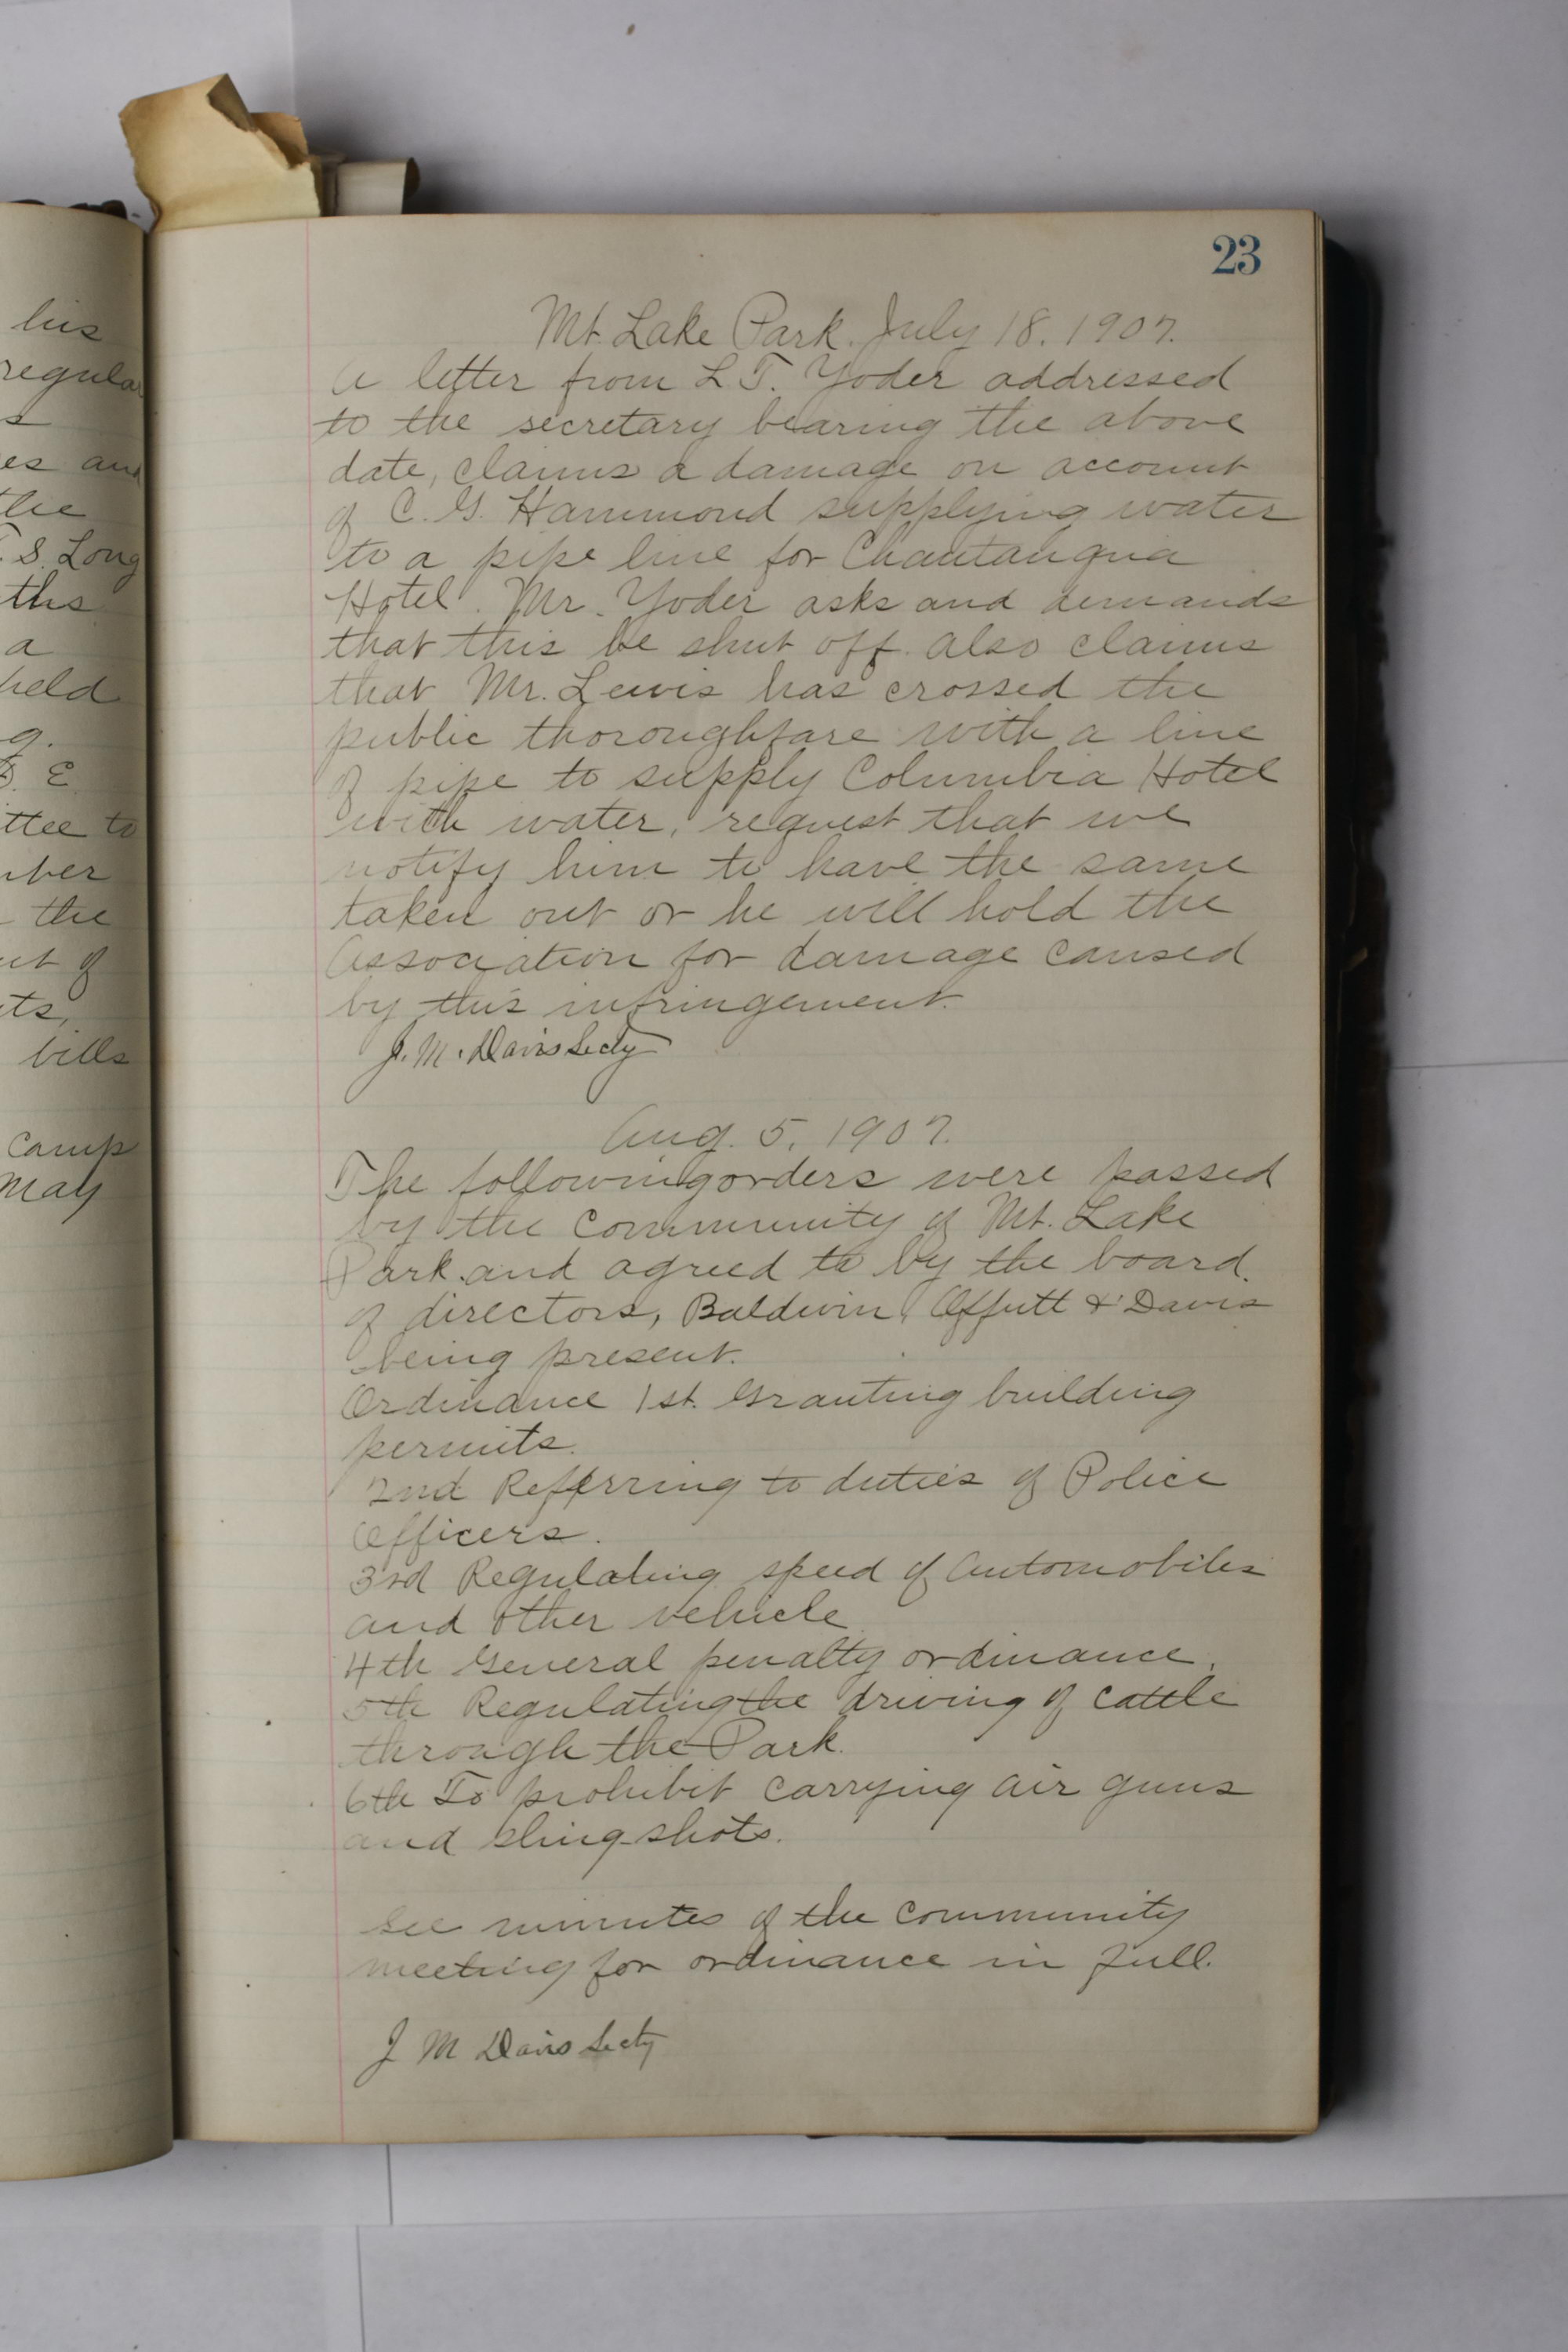 his
regular
s
es and
the
T. S. Long
ths
a
held
g.
E
ttee to
mber
the
ut of
ts,
bills
Camp
May
23
Mt. Lake Park. July 18. 1907.
A letter from L T. Yoder addressed
to the secretary bearing the above
date, claims a damage on account
of C. G. Hammond supplying water
to a pipe line for Chautauqua
Hotel. Mr. Yoder asks and demands
that this be shut off. also claims
that Mr. Lewis has crossed the
public thoroughfare with a line
of pipe to supply Columbia Hotel
with water, request that we
notify him to have the same
taken out or he will hold the
Association for damage caused
by this infringement.
J. M. Davis Secty
Aug. 5, 1907.
The following orders were passed
by the community of Mt. Lake
Park and agreed to by the board
of directors, Baldwin, Offutt & Davis
being present.
Ordinance 1st. Granting building
permits.
2nd Referring to duties of Police
Officers.
3rd Regulating speed of Automobiles
and other vehicle
4th General penalty ordinance.
5th Regulating the driving of cattle
through the Park.
6th To prohibit carrying air guns
and sling-shots.
See minutes of the community
meeting for ordinance in full.
J M Davis Secty